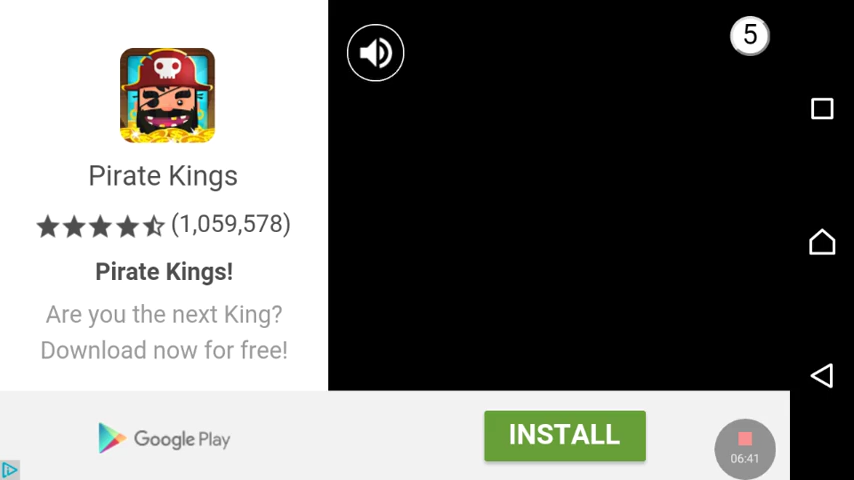 5
Pirate Kings
(1,059,578)
Pirate Kings!
Are you the next King?
Download now for free!
Google Play
INSTALL
06:41